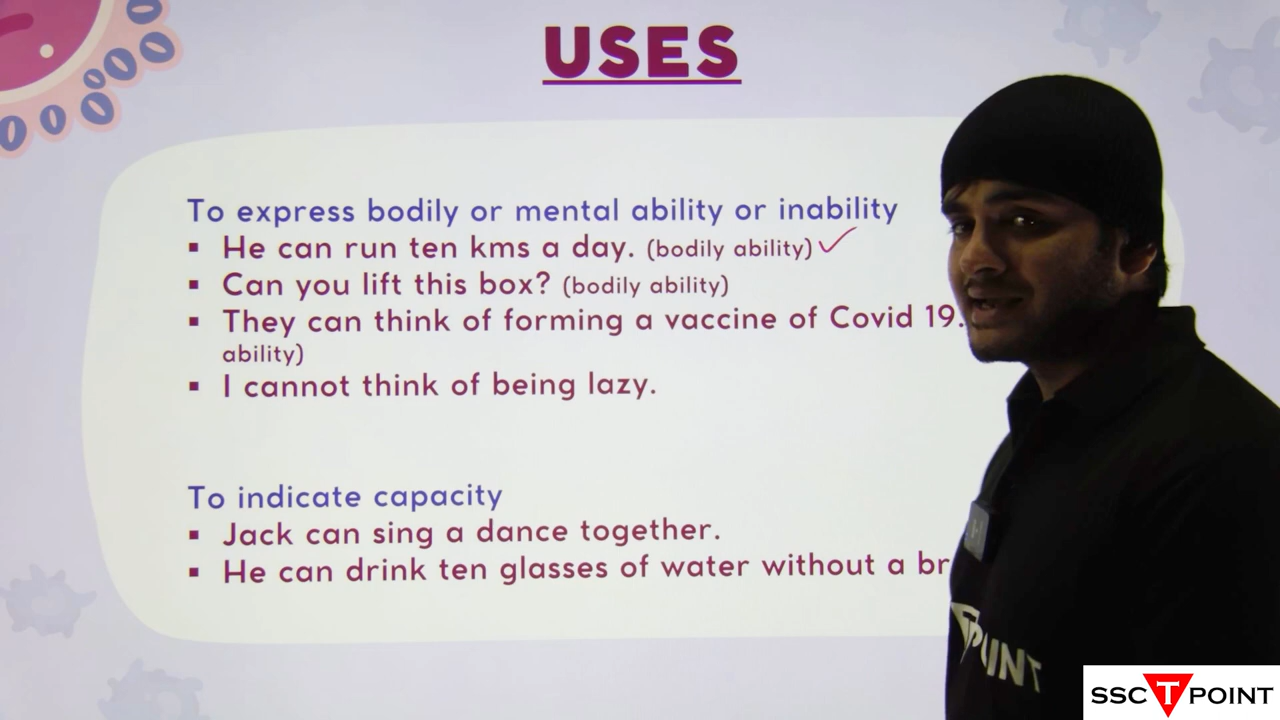 USES
To express bodily or mental ability or inability
▪ He can run ten kms a day. (bodily ability)
▪ Can you lift this box? (bodily ability)
▪ They can think of forming a vaccine of Covid 19.
ability)
▪ I cannot think of being lazy.
To indicate capacity
▪ Jack can sing a dance together.
▪ He can drink ten glasses of water without a
POINT
SSC T POINT